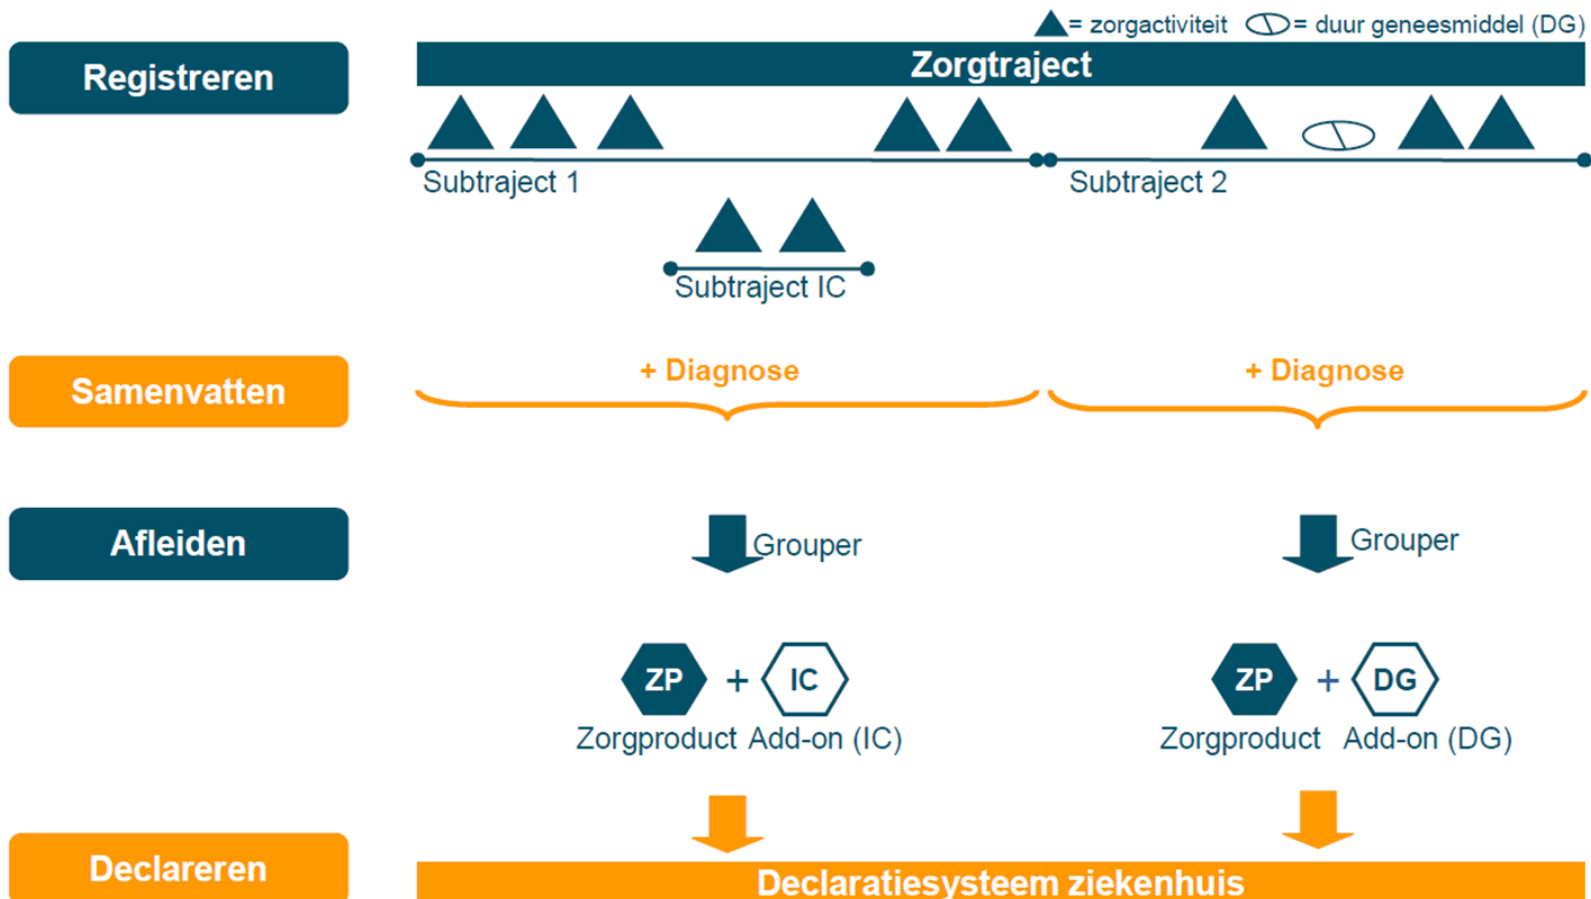 = zorgactiviteit = duur geneesmiddel (DG)
Registreren
Zorgtraject
Subtraject 1
Subtraject 2
Subtraject IC
Samenvatten
+ Diagnose
+ Diagnose
Afleiden
Grouper
Grouper
ZP + IC
ZP + DG
Zorgproduct Add-on (IC)
Zorgproduct Add-on (DG)
Declareren
Declaratiesysteem ziekenhuis